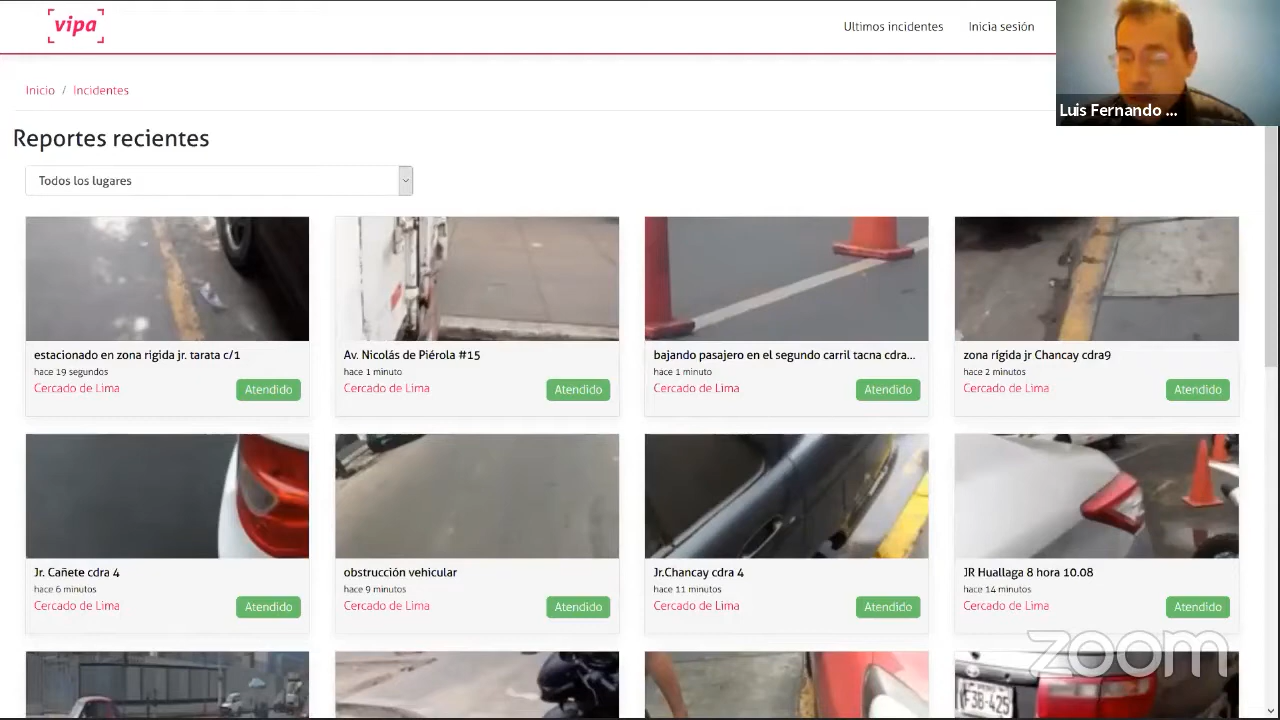 vipa
Ultimos incidentes
Inicia sesión
Luis Fernando ...
Inicio / Incidentes
Reportes recientes
Todos los lugares
estacionado en zona rigida jr. tarata c/1
hace 19 segundos
Cercado de Lima
Atendido
Av. Nicolás de Piérola #15
hace 1 minuto
Cercado de Lima
Atendido
bajando pasajero en el segundo carril tacna cdra...
hace 1 minuto
Cercado de Lima
Atendido
zona rígida jr Chancay cdra9
hace 2 minutos
Cercado de Lima
Atendido
Jr. Cañete cdra 4
hace 6 minutos
Cercado de Lima
Atendido
obstrucción vehicular
hace 9 minutos
Cercado de Lima
Atendido
Jr.Chancay cdra 4
hace 11 minutos
Cercado de Lima
Atendido
JR Huallaga 8 hora 10.08
hace 14 minutos
Cercado de Lima
Atendido
zoom
F3B-425